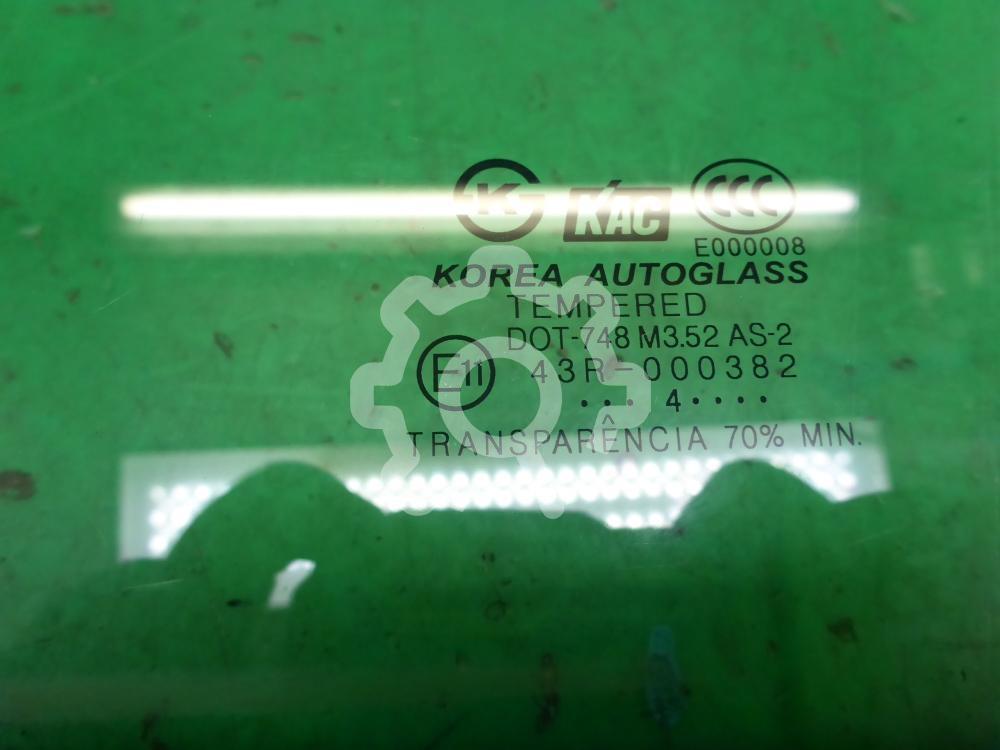 K
KAC
CCC
E000008
KOREA AUTOGLASS
TEMPERED
DOT-748 M3.52 AS-2
E11 43R-000382
... 4....
TRANSPARÊNCIA 70% MIN.